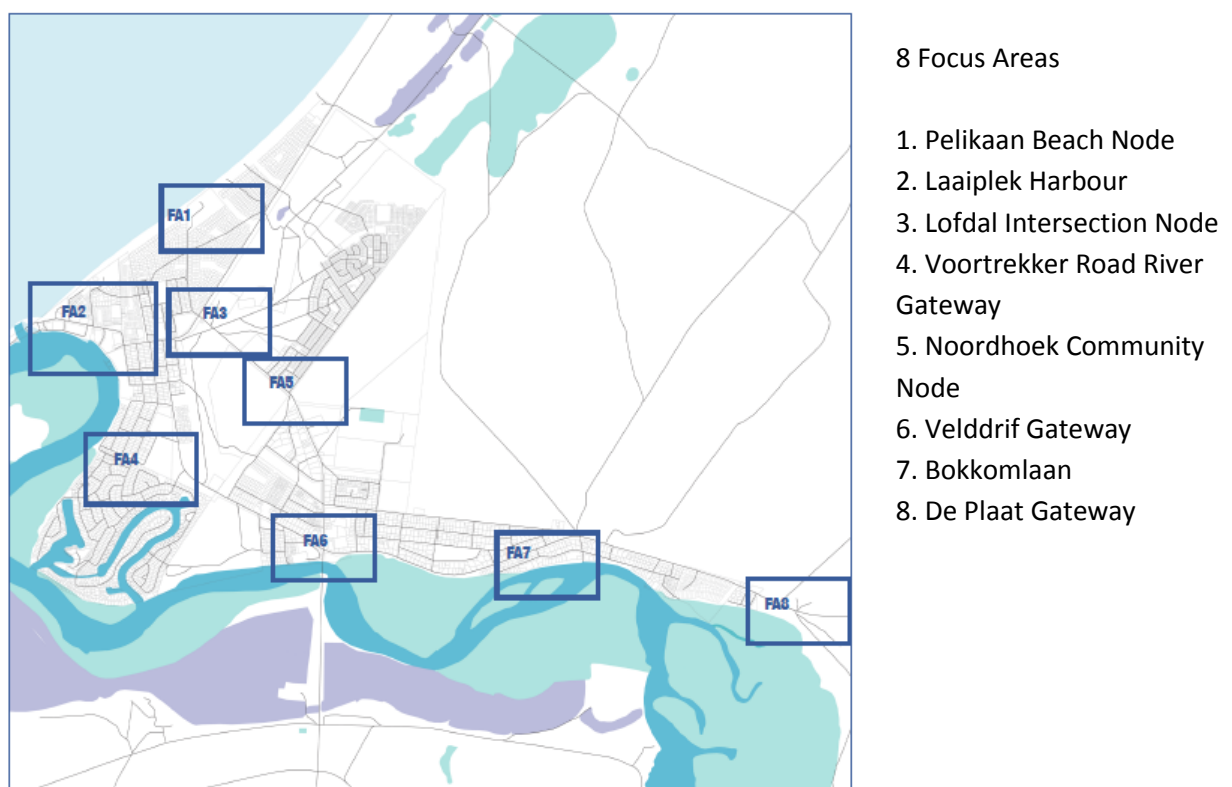 8 Focus Areas
1. Pelikaan Beach Node
2. Laaiplek Harbour
3. Lofdal Intersection Node
4. Voortrekker Road River
Gateway
5. Noordhoek Community
Node
6. Velddrif Gateway
7. Bokkomlaan
8. De Plaat Gateway
FA1
FA2
FA3
FA5
FA4
FA6
FA7
FA8